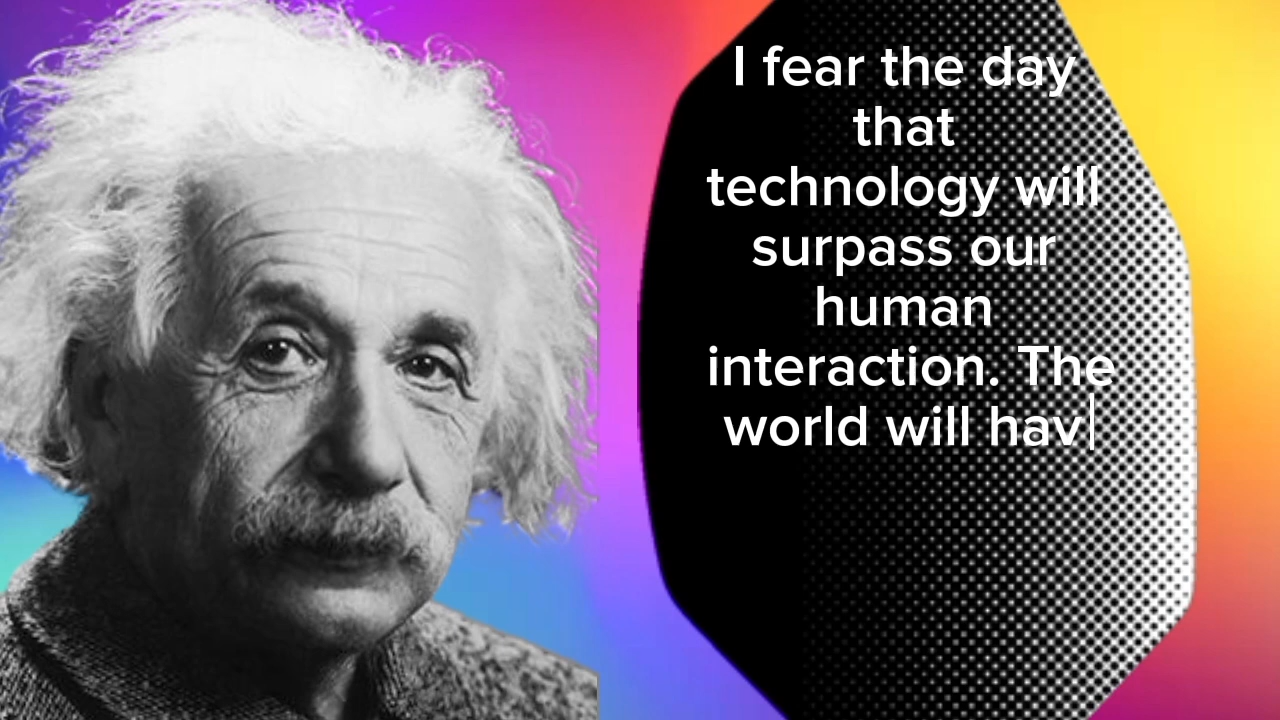 I fear the day
that
technology will
surpass our
human
interaction. The
world will hav